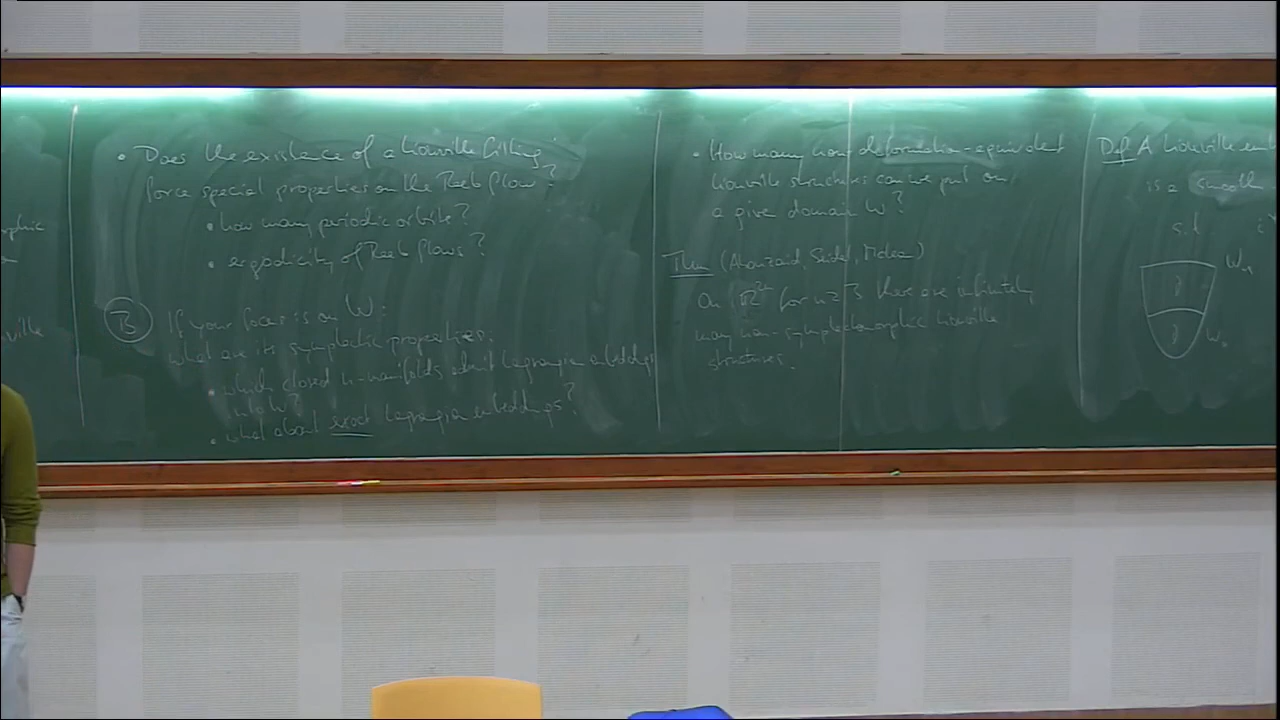 • Does the existence of a Liouville filling
force special properties on the Reeb flow?
• how many periodic orbits?
• ergodicity of Reeb flows?
B If your focus is on W:
what are its symplectic properties.
• which closed n-manifolds admit Lagrangian embeddings
into W?
• what about exact Lagrangian embeddings?
• How many non deformation-equivalent
Liouville structures can we put on
a give domain W?
Thm (Abouzaid, Seidel, McLean)
On ℝ²ⁿ for n ≥ 3 there are infinitely
many non-symplectomorphic Liouville
structures.
Def A Liouville
is a smooth
s.t
W₁
W₀